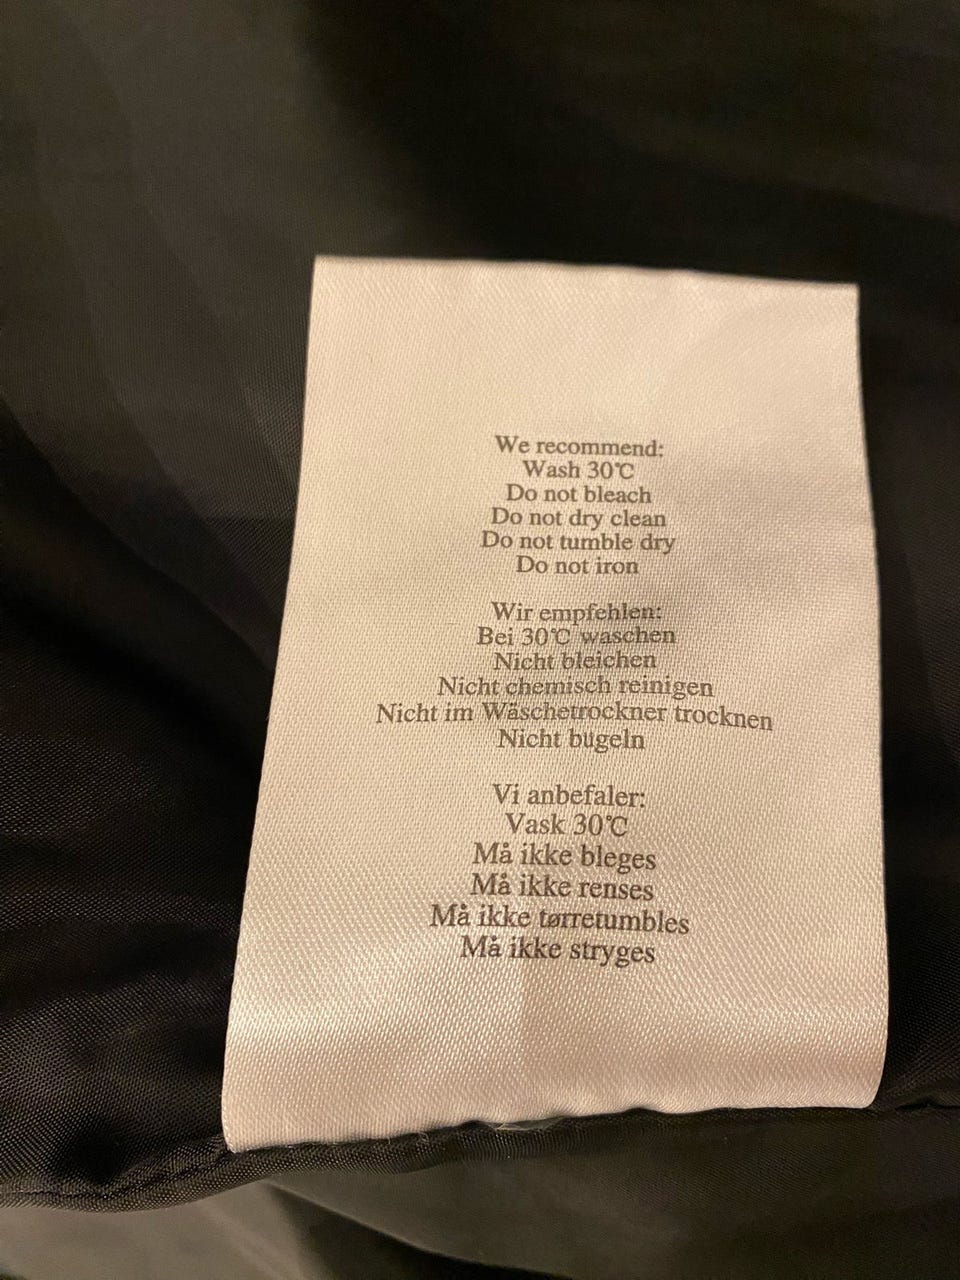 We recommend:
Wash 30℃
Do not bleach
Do not dry clean
Do not tumble dry
Do not iron
Wir empfehlen:
Bei 30℃ waschen
Nicht bleichen
Nicht chemisch reinigen
Nicht im Wäschetrockner trocknen
Nicht bugeln
Vi anbefaler:
Vask 30℃
Må ikke bleges
Må ikke renses
Må ikke tørretumbles
Må ikke stryges